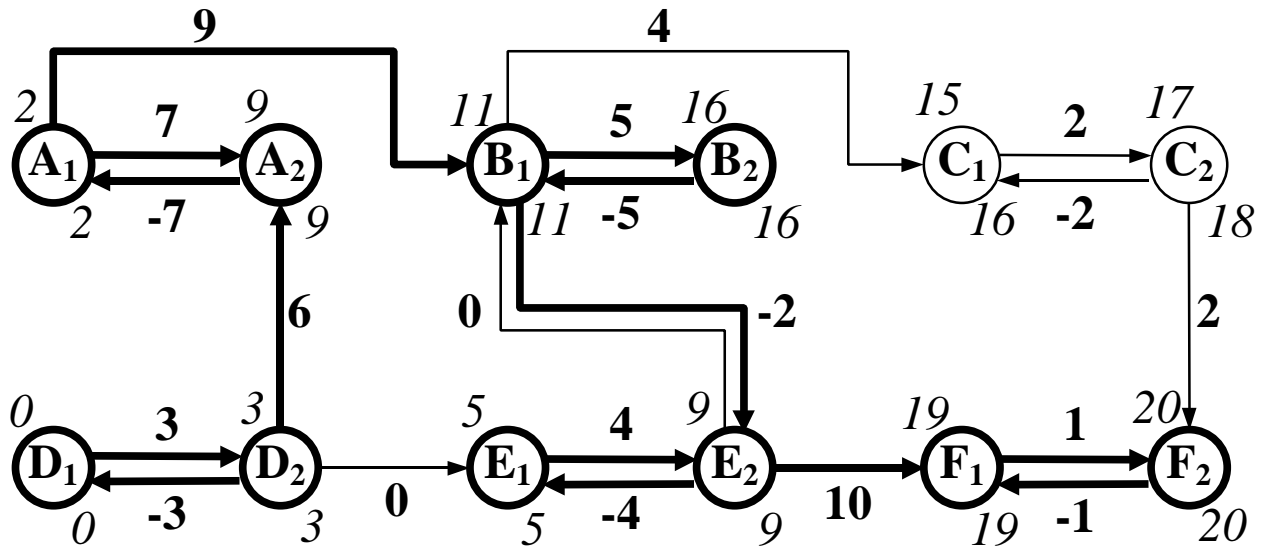 9 4
2 7 9 11 5 16 15 2 17
A₁ A₂ B₁ B₂ C₁ C₂
2 -7 9 11 -5 16 16 -2 18
6 0 -2 2
0 3 3 5 4 9 19 1 20
D₁ D₂ E₁ E₂ F₁ F₂
0 -3 3 0 5 -4 9 10 19 -1 20